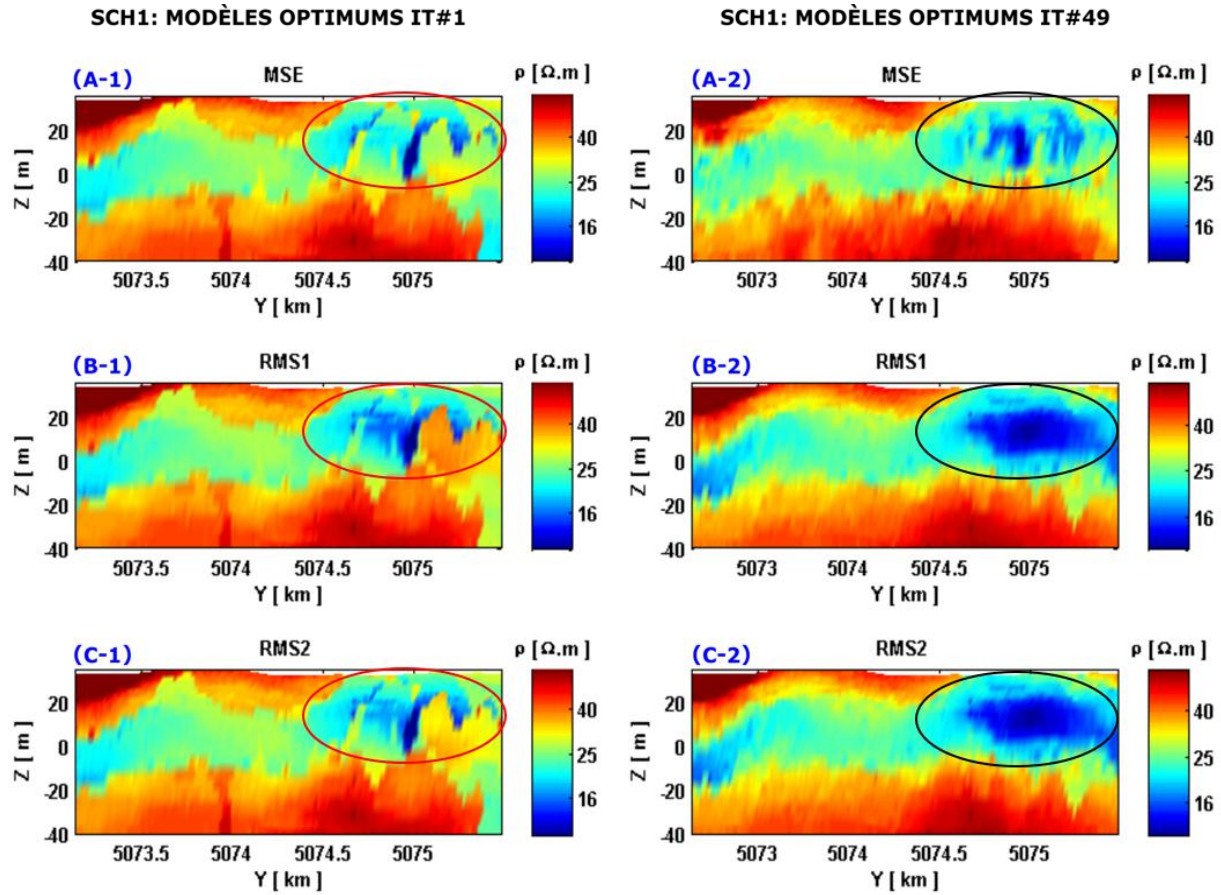 SCH1: MODÈLES OPTIMUMS IT#1
SCH1: MODÈLES OPTIMUMS IT#49
(A-1)
MSE
ρ [ Ω.m ]
Z [ m ]
20
0
-20
-40
5073.5 5074 5074.5 5075
Y [ km ]
40
25
16
(A-2)
MSE
ρ [ Ω.m ]
Z [ m ]
20
0
-20
-40
5073 5074 5074.5 5075
Y [ km ]
40
25
16
(B-1)
RMS1
ρ [ Ω.m ]
Z [ m ]
20
0
-20
-40
5073.5 5074 5074.5 5075
Y [ km ]
40
25
16
(B-2)
RMS1
ρ [ Ω.m ]
Z [ m ]
20
0
-20
-40
5073 5074 5074.5 5075
Y [ km ]
40
25
16
(C-1)
RMS2
ρ [ Ω.m ]
Z [ m ]
20
0
-20
-40
5073.5 5074 5074.5 5075
Y [ km ]
40
25
16
(C-2)
RMS2
ρ [ Ω.m ]
Z [ m ]
20
0
-20
-40
5073 5074 5074.5 5075
Y [ km ]
40
25
16